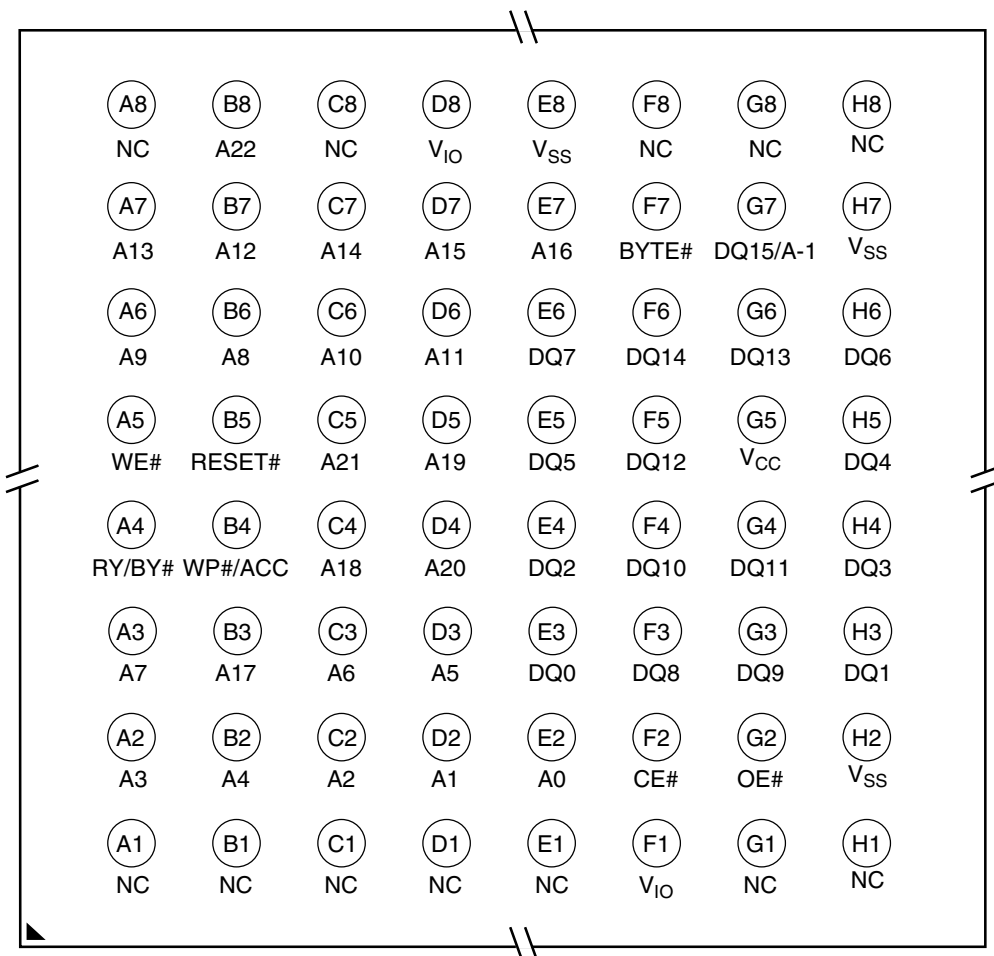 A8 B8 C8 D8 E8 F8 G8 H8
NC A22 NC VIO VSS NC NC NC
A7 B7 C7 D7 E7 F7 G7 H7
A13 A12 A14 A15 A16 BYTE# DQ15/A-1 VSS
A6 B6 C6 D6 E6 F6 G6 H6
A9 A8 A10 A11 DQ7 DQ14 DQ13 DQ6
A5 B5 C5 D5 E5 F5 G5 H5
WE# RESET# A21 A19 DQ5 DQ12 VCC DQ4
A4 B4 C4 D4 E4 F4 G4 H4
RY/BY# WP#/ACC A18 A20 DQ2 DQ10 DQ11 DQ3
A3 B3 C3 D3 E3 F3 G3 H3
A7 A17 A6 A5 DQ0 DQ8 DQ9 DQ1
A2 B2 C2 D2 E2 F2 G2 H2
A3 A4 A2 A1 A0 CE# OE# VSS
A1 B1 C1 D1 E1 F1 G1 H1
NC NC NC NC NC VIO NC NC